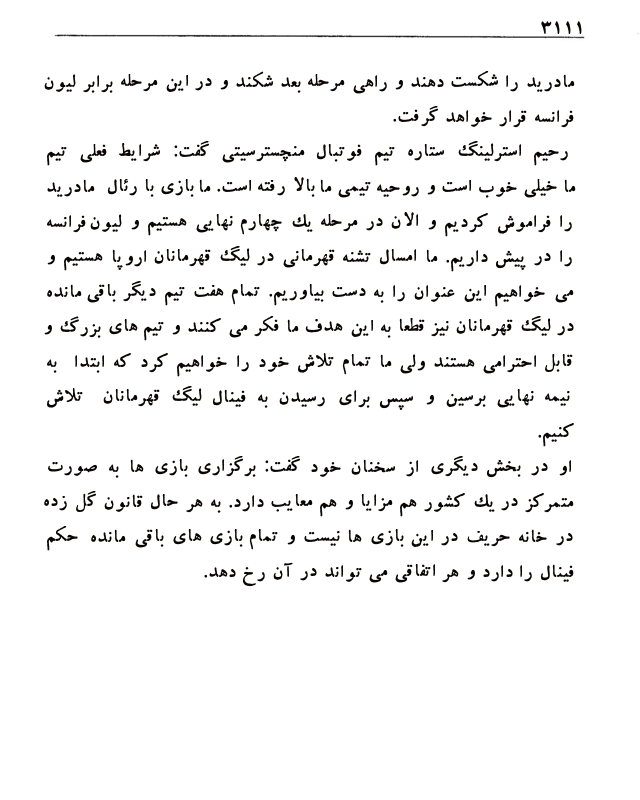 ۳۱۱۱
مادرید را شکست دهند و راهی مرحله بعد شکند و در این مرحله برابر لیون
فرانسه قرار خواهد گرفت.
رحیم استرلینگ ستاره تیم فوتبال منچسترسیتی گفت: شرایط فعلی تیم
ما خیلی خوب است و روحیه تیمی ما بالا رفته است. ما بازی با رئال مادرید
را فراموش کردیم و الان در مرحله یك چهارم نهایی هستیم و لیون فرانسه
را در پیش داریم. ما امسال تشنه قهرمانی در لیگ قهرمانان اروپا هستیم و
می خواهیم این عنوان را به دست بیاوریم. تمام هفت تیم دیگر باقی مانده
در لیگ قهرمانان نیز قطعا به این هدف ما فکر می کنند و تیم های بزرگ و
قابل احترامی هستند ولی ما تمام تلاش خود را خواهیم کرد که ابتدا به
نیمه نهایی برسین و سپس برای رسیدن به فینال لیگ قهرمانان تلاش
کنیم.
او در بخش دیگری از سخنان خود گفت: برگزاری بازی ها به صورت
متمرکز در یك کشور هم مزایا و هم معایب دارد. به هر حال قانون گل زده
در خانه حریف در این بازی ها نیست و تمام بازی های باقی مانده حکم
فینال را دارد و هر اتفاقی می تواند در آن رخ دهد.